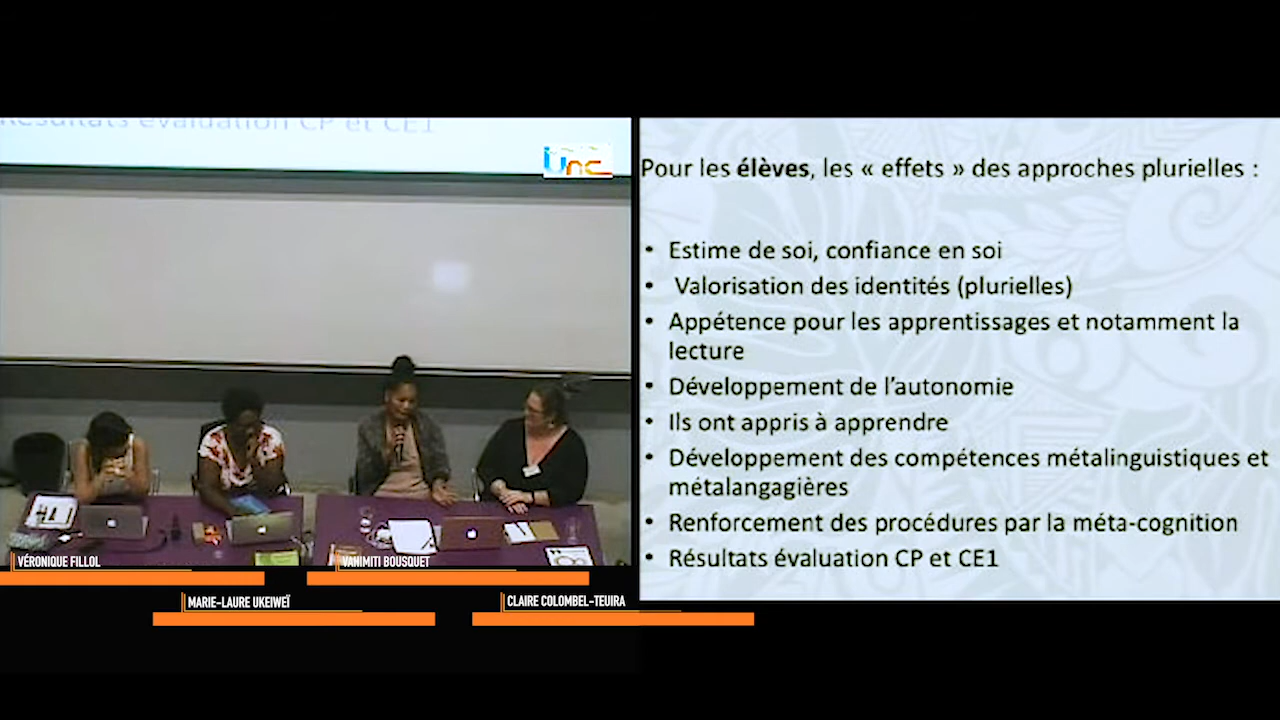 Résultats évaluation CP et CE1
unc
VÉRONIQUE FILLOL
VANIMITI BOUSQUET
MARIE-LAURE UKEIWEÏ
CLAIRE COLOMBEL-TEUIRA
Pour les élèves, les « effets » des approches plurielles :
• Estime de soi, confiance en soi
• Valorisation des identités (plurielles)
• Appétence pour les apprentissages et notamment la
lecture
• Développement de l'autonomie
• Ils ont appris à apprendre
• Développement des compétences métalinguistiques et
métalangagières
• Renforcement des procédures par la méta-cognition
• Résultats évaluation CP et CE1